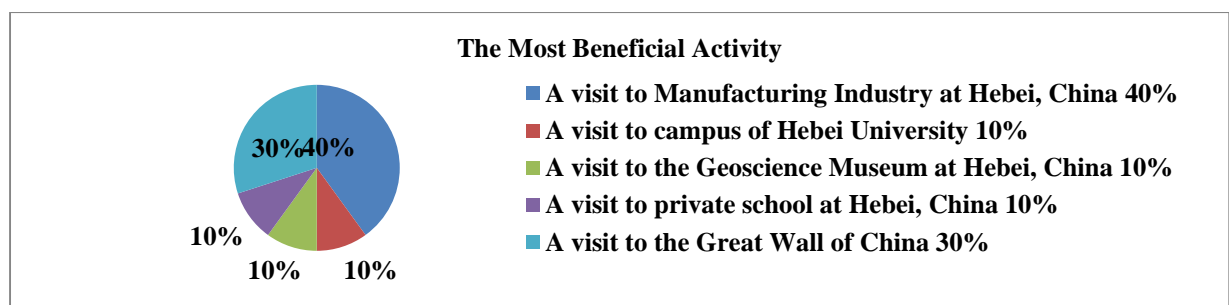 The Most Beneficial Activity
A visit to Manufacturing Industry at Hebei, China 40%
A visit to campus of Hebei University 10%
A visit to the Geoscience Museum at Hebei, China 10%
A visit to private school at Hebei, China 10%
A visit to the Great Wall of China 30%
30% 40%
10%
10% 10%